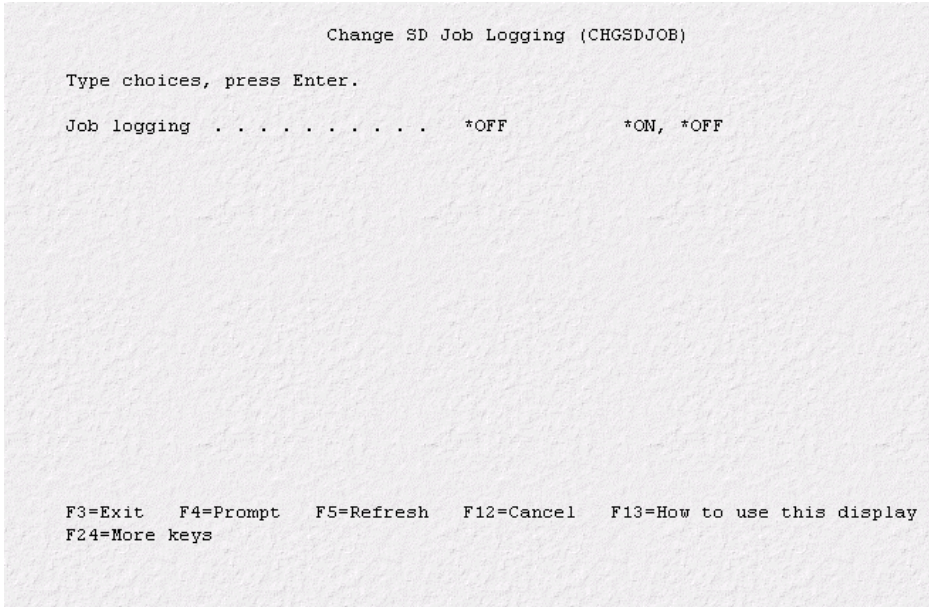 Change SD Job Logging (CHGSDJOB)
Type choices, press Enter.
Job logging . . . . . . . . . . *OFF *ON, *OFF
F3=Exit F4=Prompt F5=Refresh F12=Cancel F13=How to use this display
F24=More keys